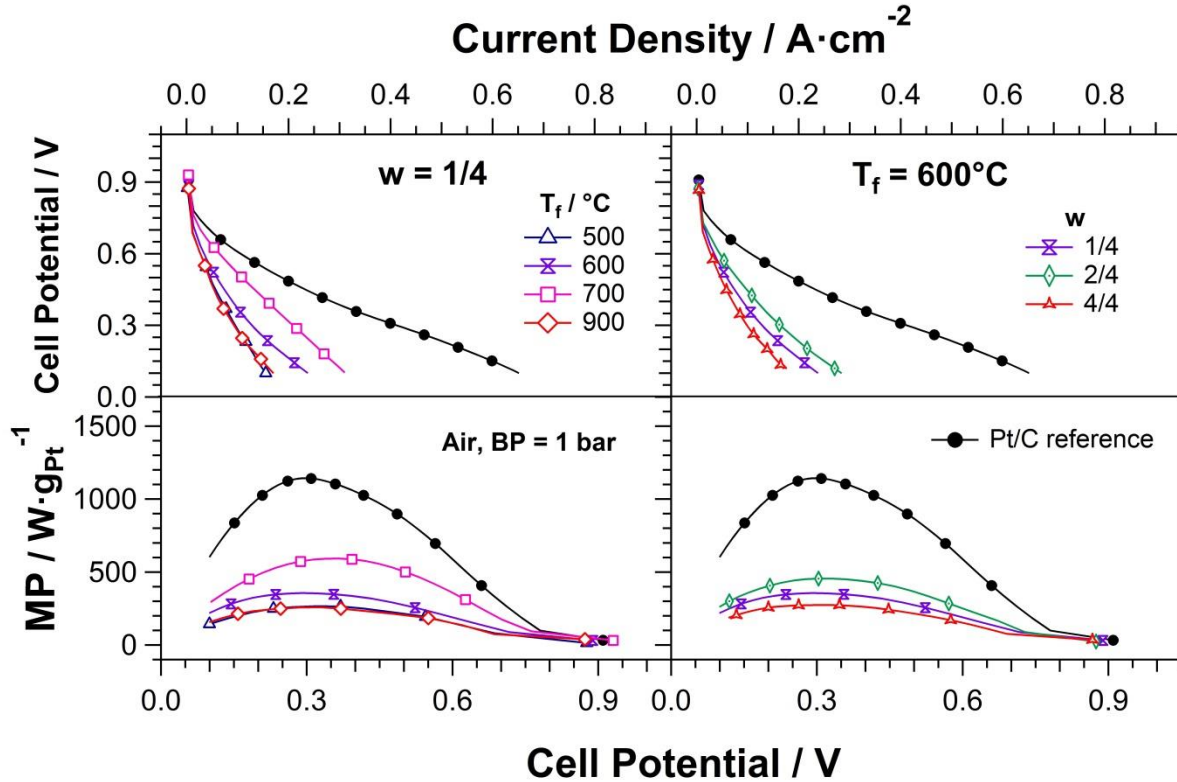 Current Density / A·cm⁻²
0.0 0.2 0.4 0.6 0.8 0.0 0.2 0.4 0.6 0.8
Cell Potential / V
0.9
0.6
0.3
0.0
w = 1/4
T_f / °C
500
600
700
900
T_f = 600°C
w
1/4
2/4
4/4
MP / W·g_Pt⁻¹
1500
1000
500
0
Air, BP = 1 bar
Pt/C reference
0.0 0.3 0.6 0.9 0.0 0.3 0.6 0.9
Cell Potential / V